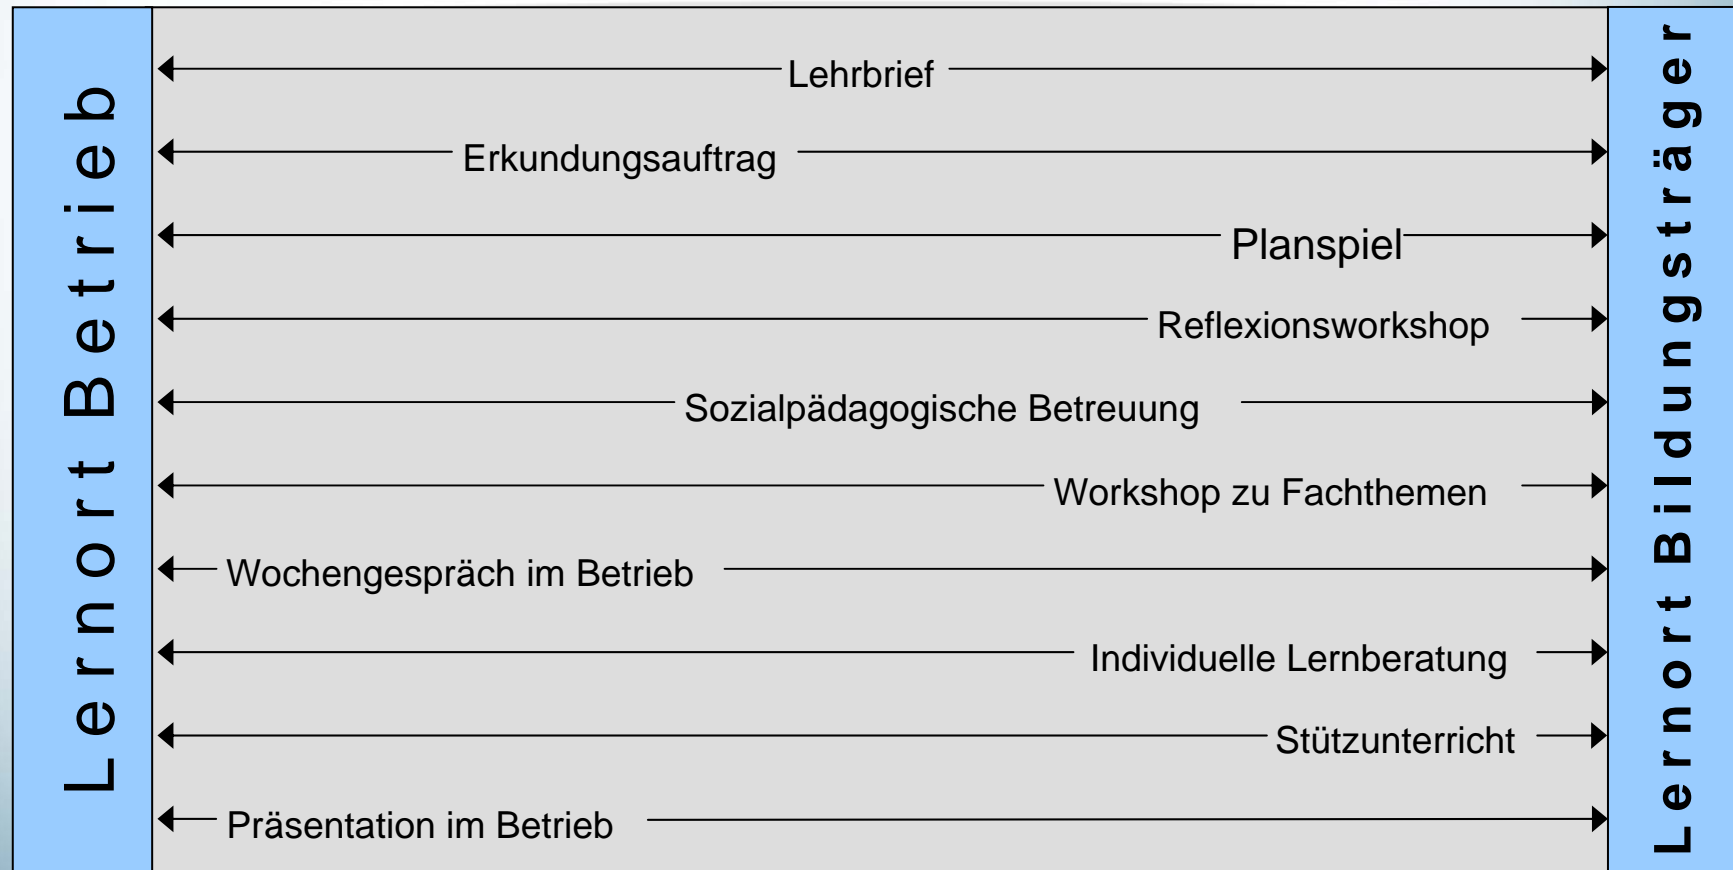 Lernort Betrieb
Lehrbrief
Erkundungsauftrag
Planspiel
Reflexionsworkshop
Sozialpädagogische Betreuung
Workshop zu Fachthemen
Wochengespräch im Betrieb
Individuelle Lernberatung
Stützunterricht
Präsentation im Betrieb
Lernort Bildungsträger